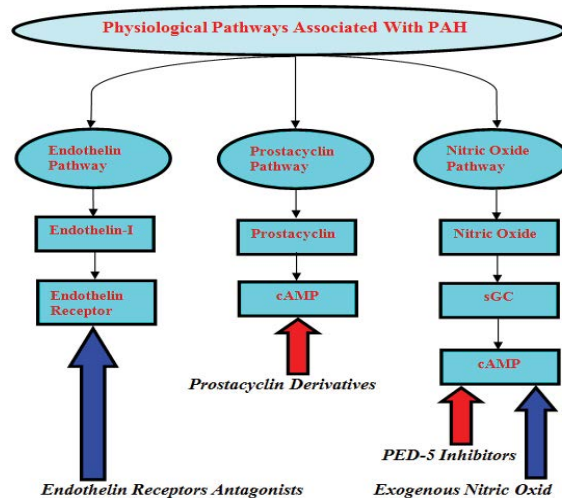 Physiological Pathways Associated With PAH
Endothelin
Pathway
Prostacyclin
Pathway
Nitric Oxide
Pathway
Endothelin-I
Prostacyclin
Nitric Oxide
Endothelin
Receptor
cAMP
sGC
cAMP
Prostacyclin Derivatives
PED-5 Inhibitors
Endothelin Receptors Antagonists
Exogenous Nitric Oxid